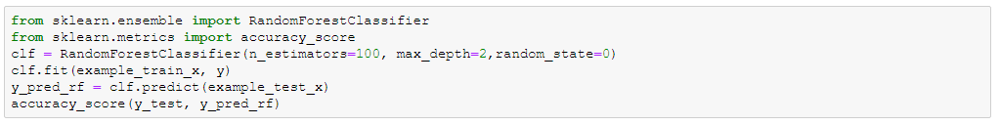 from sklearn.ensemble import RandomForestClassifier
from sklearn.metrics import accuracy_score
clf = RandomForestClassifier(n_estimators=100, max_depth=2,random_state=0)
clf.fit(example_train_x, y)
y_pred_rf = clf.predict(example_test_x)
accuracy_score(y_test, y_pred_rf)